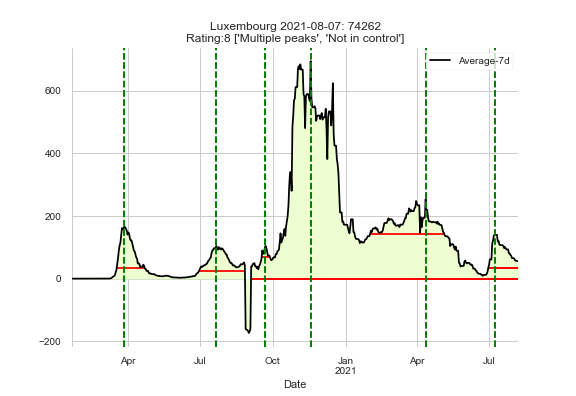 Luxembourg 2021-08-07: 74262
Rating:8 ['Multiple peaks', 'Not in control']
Average-7d
600
400
200
0
−200
Apr
Jul
Oct
Jan
2021
Apr
Jul
Date